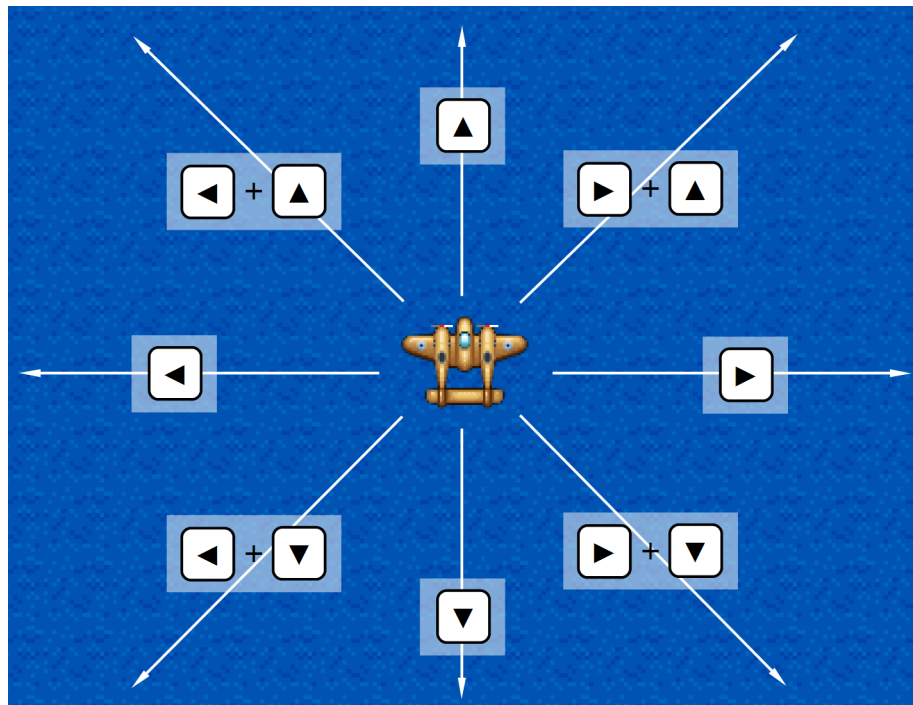 ▲
◄ + ▲
► + ▲
◄
►
◄ + ▼
► + ▼
▼